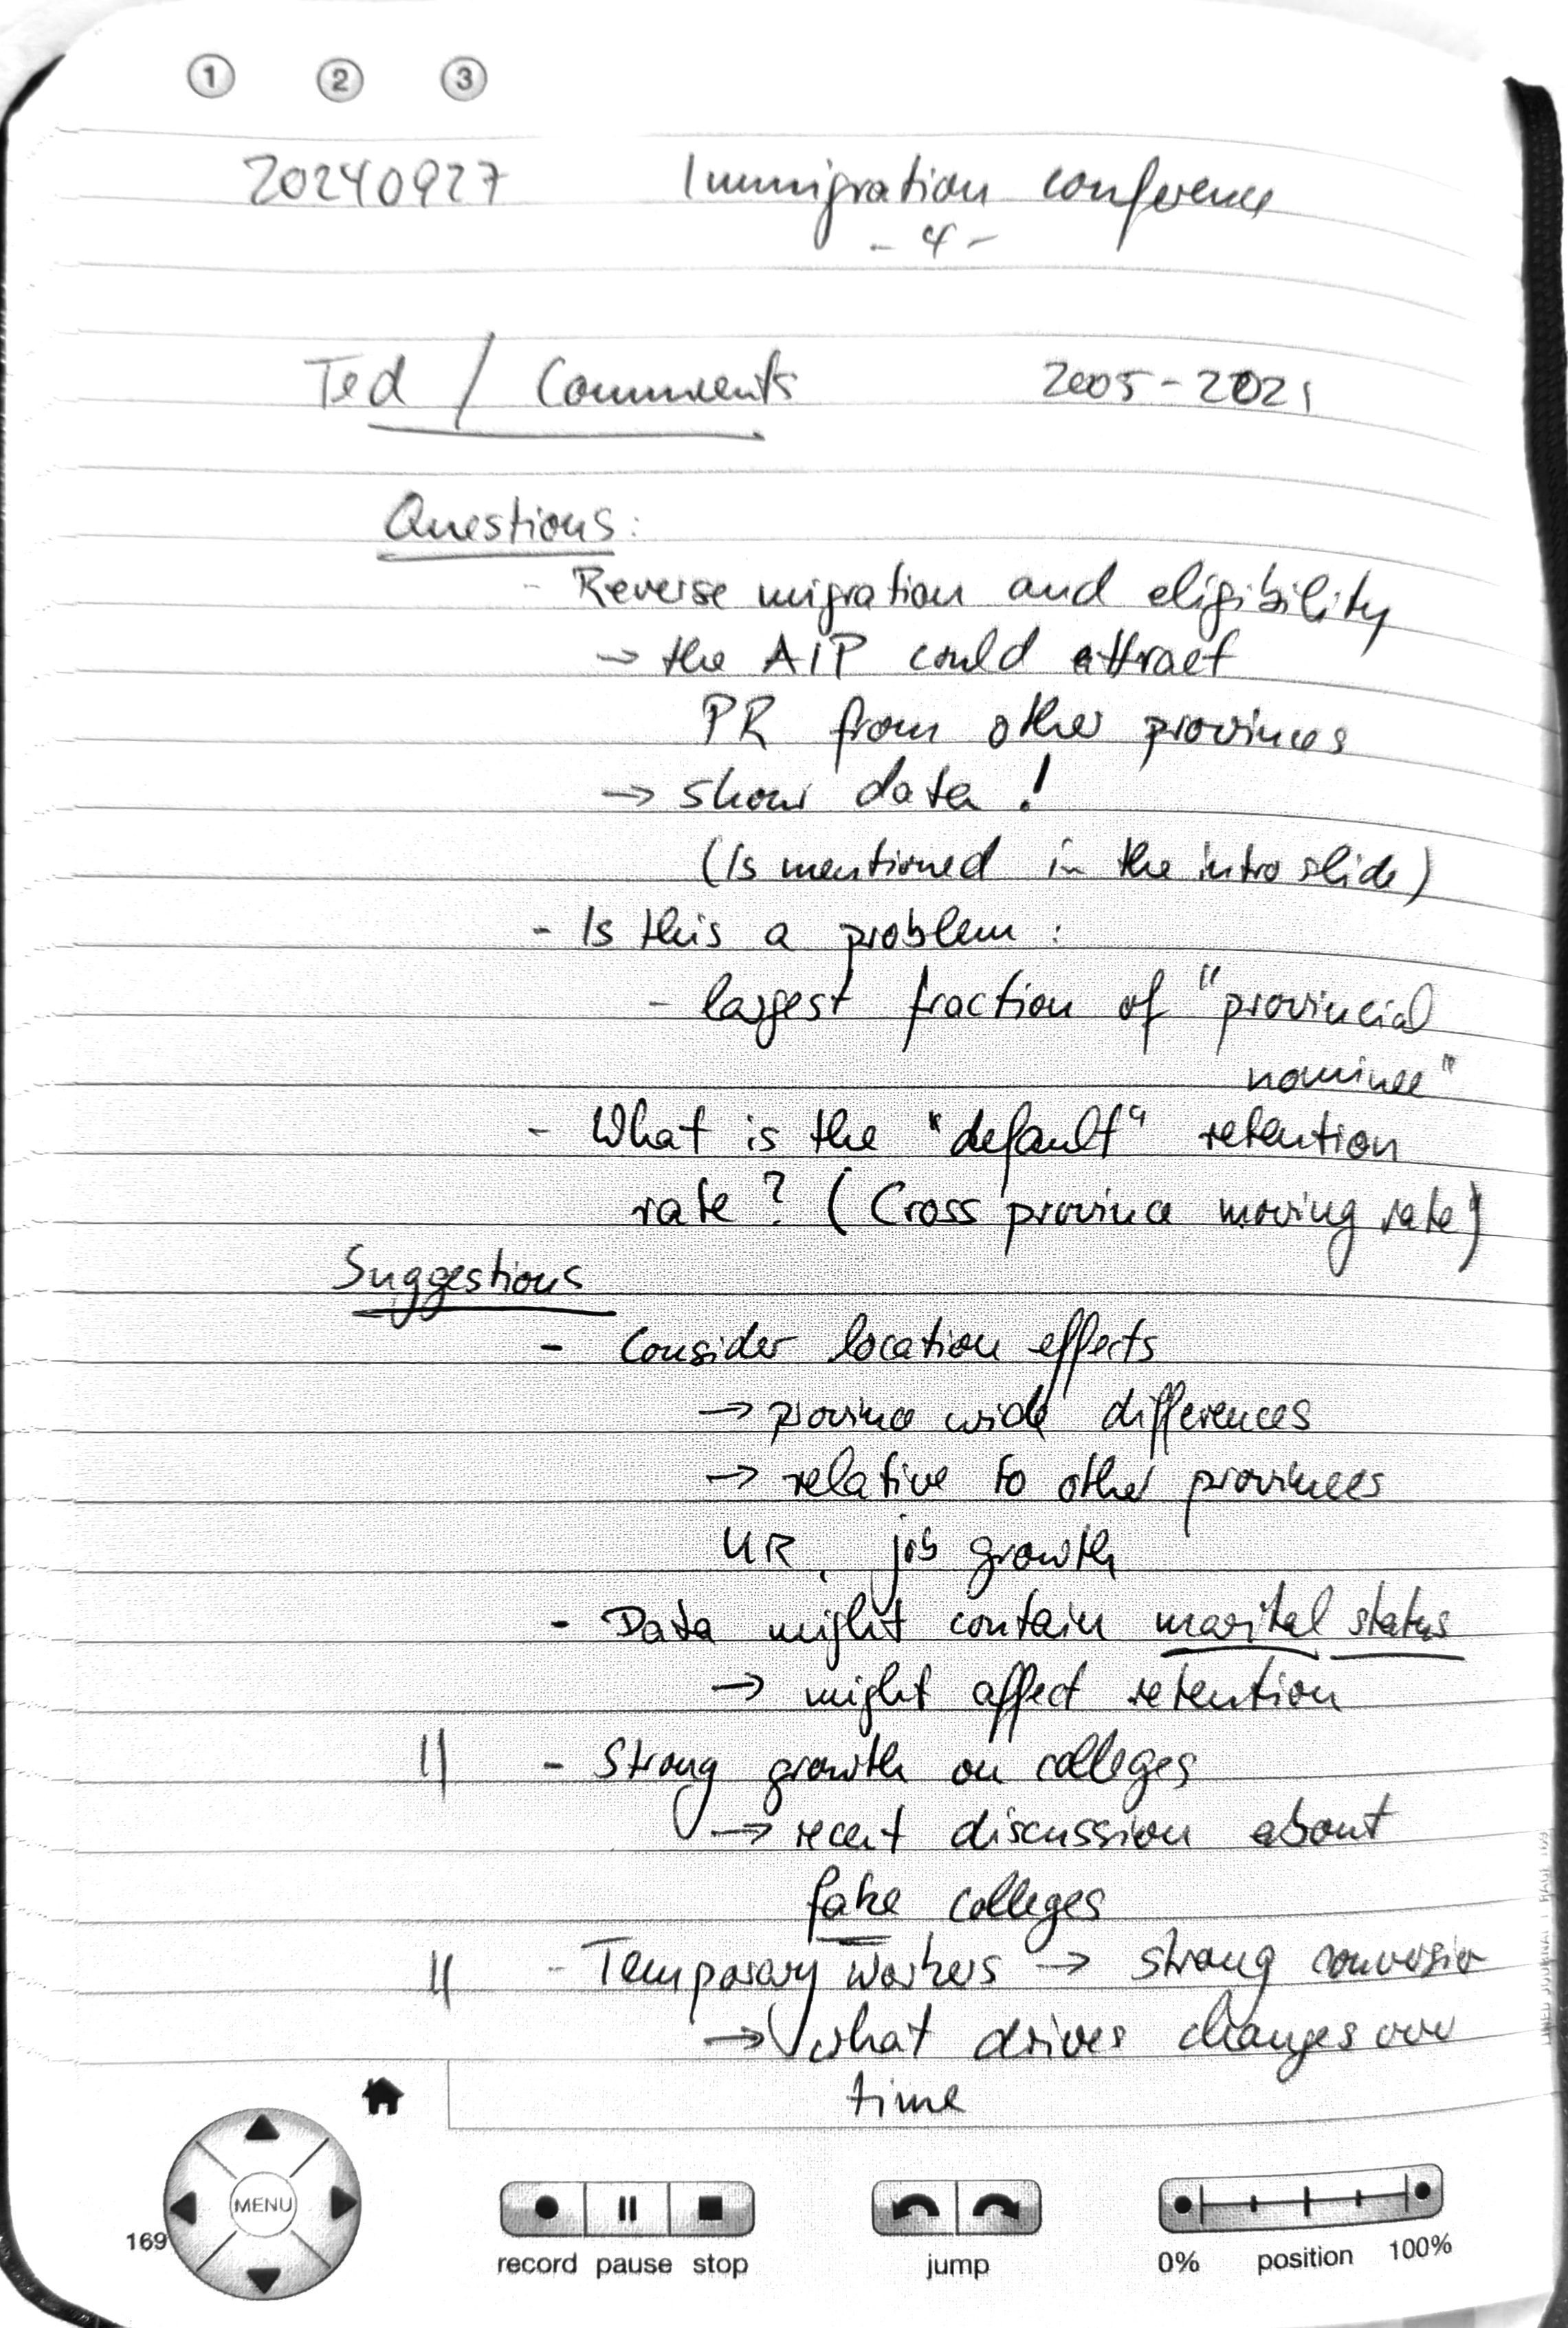 1 2 3
20240927 Immigration conference
- 4 -
Ted / Comments 2005-2021
Questions:
- Reverse migration and eligibility
→ the AIP could attract
PR from other provinces
→ show data !
(Is mentioned in the intro slide)
- Is this a problem :
- largest fraction of "provincial
nominee"
- What is the "default" retention
rate ? (Cross province moving rate)
Suggestions
- Consider location effects
→ province wide differences
→ relative to other provinces
UR, job growth
- Data might contain marital status
→ might affect retention
|| - Strong growth on colleges
→ recent discussion about
fake colleges
|| - Temporary workers → strong conversion
→ what drives changes over
time
MENU
169
record pause stop
jump
0% position 100%